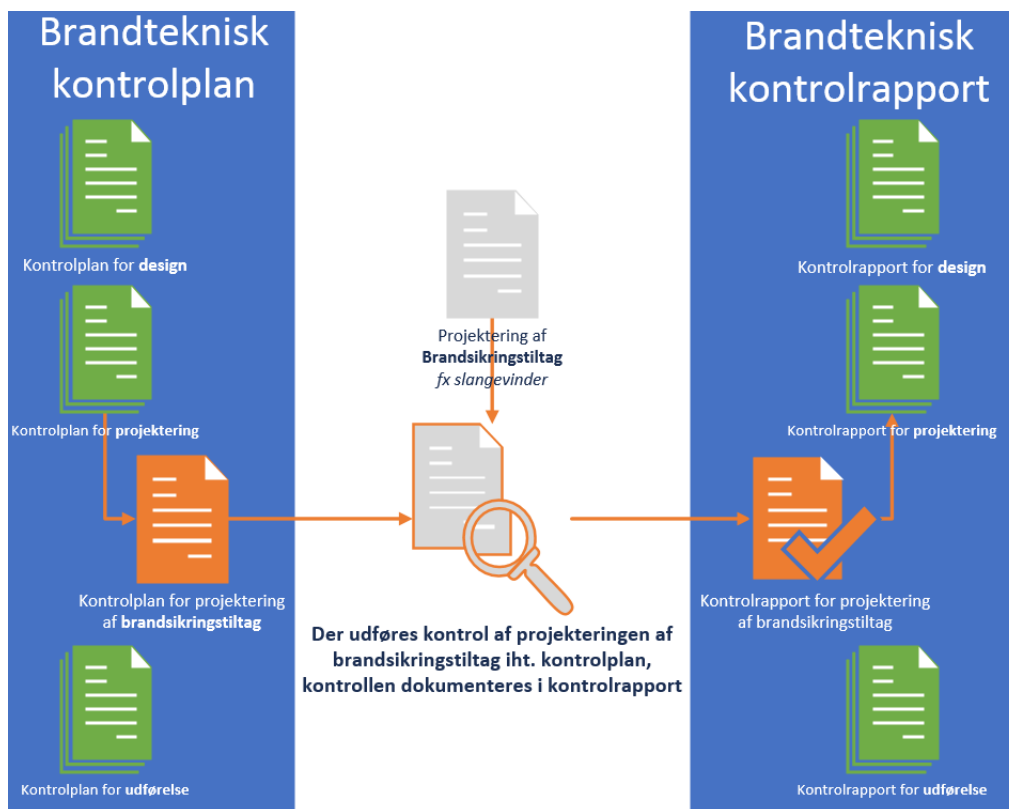 Brandteknisk
kontrolplan
Kontrolplan for design
Kontrolplan for projektering
Kontrolplan for projektering
af brandsikringstiltag
Kontrolplan for udførelse
Projektering af
Brandsikringstiltag
fx slangevinder
Der udføres kontrol af projekteringen af
brandsikringstiltag iht. kontrolplan,
kontrollen dokumenteres i kontrolrapport
Brandteknisk
kontrolrapport
Kontrolrapport for design
Kontrolrapport for projektering
Kontrolrapport for projektering
af brandsikringstiltag
Kontrolrapport for udførelse